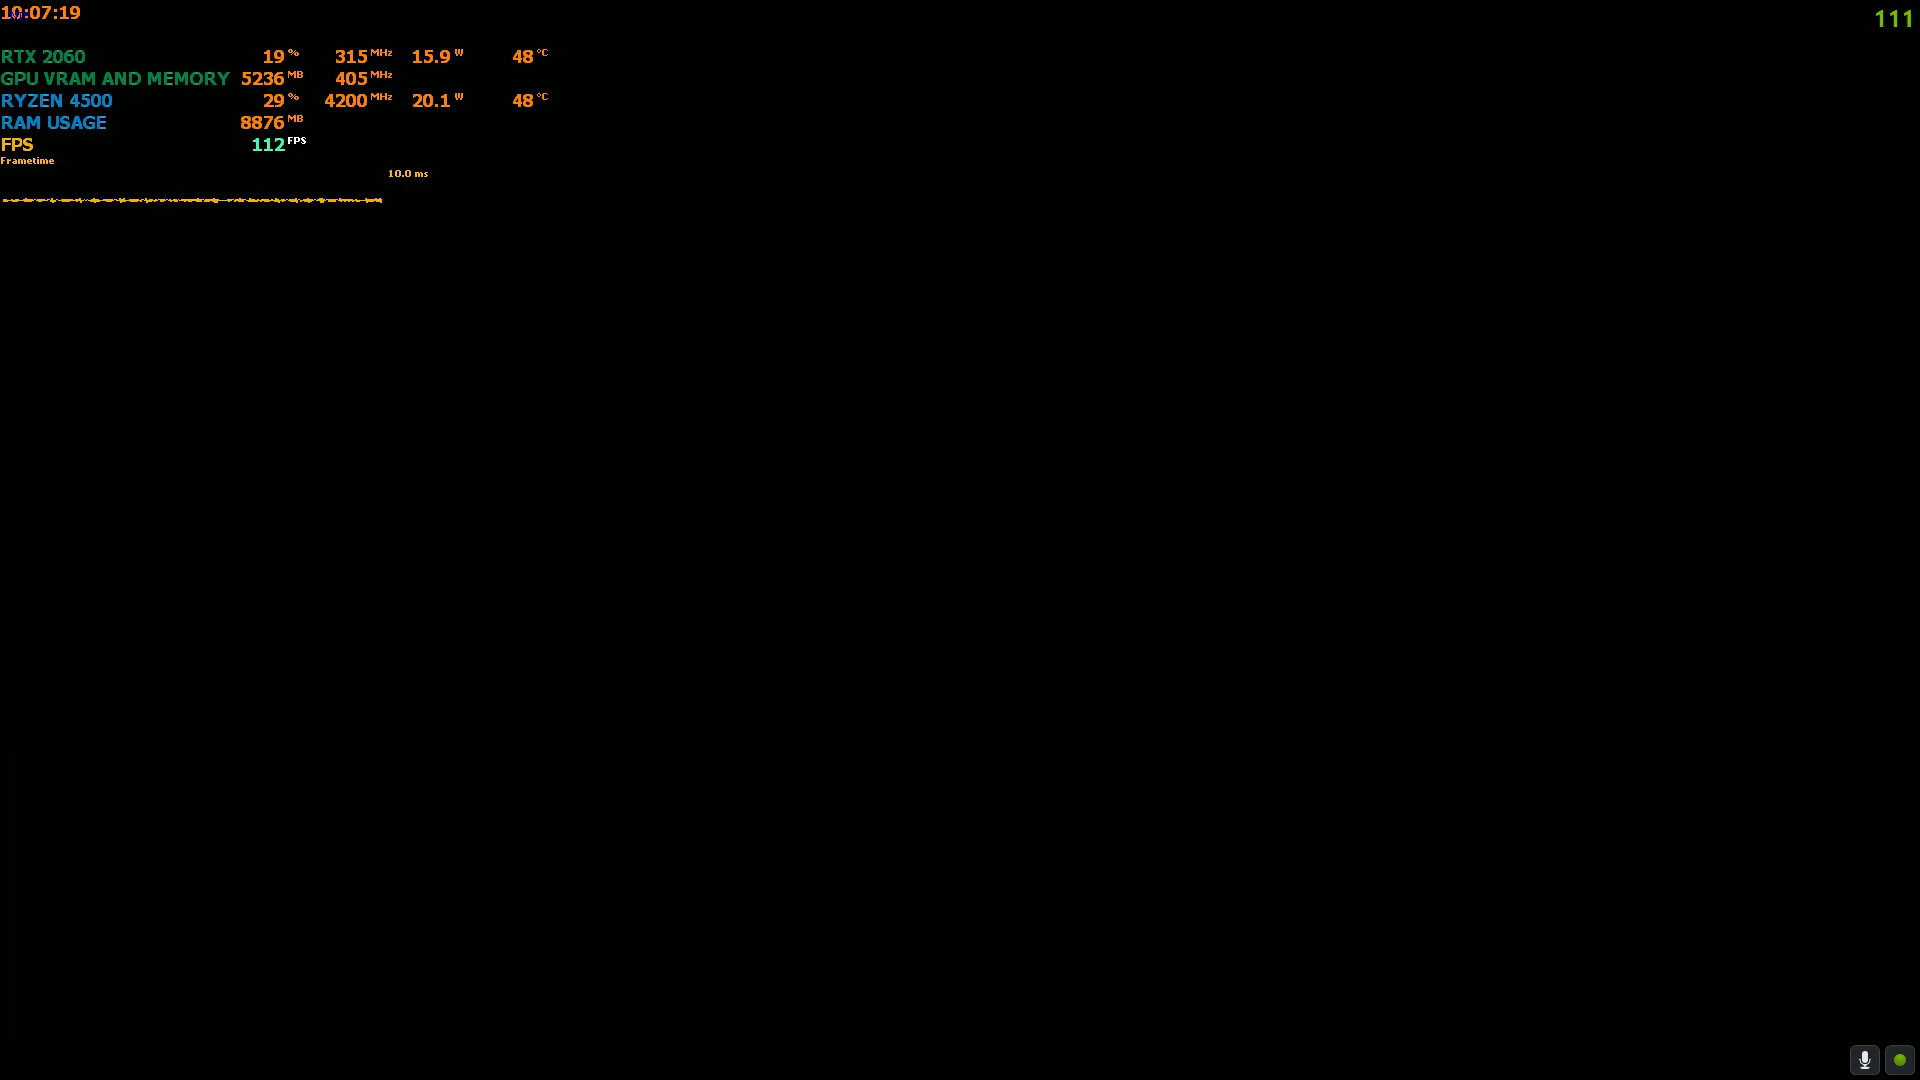 10:07:19
111
RTX 2060 19 % 315 MHz 15.9 W 48 °C
GPU VRAM AND MEMORY 5236 MB 405 MHz
RYZEN 4500 29 % 4200 MHz 20.1 W 48 °C
RAM USAGE 8876 MB
FPS 112 FPS
Frametime
10.0 ms